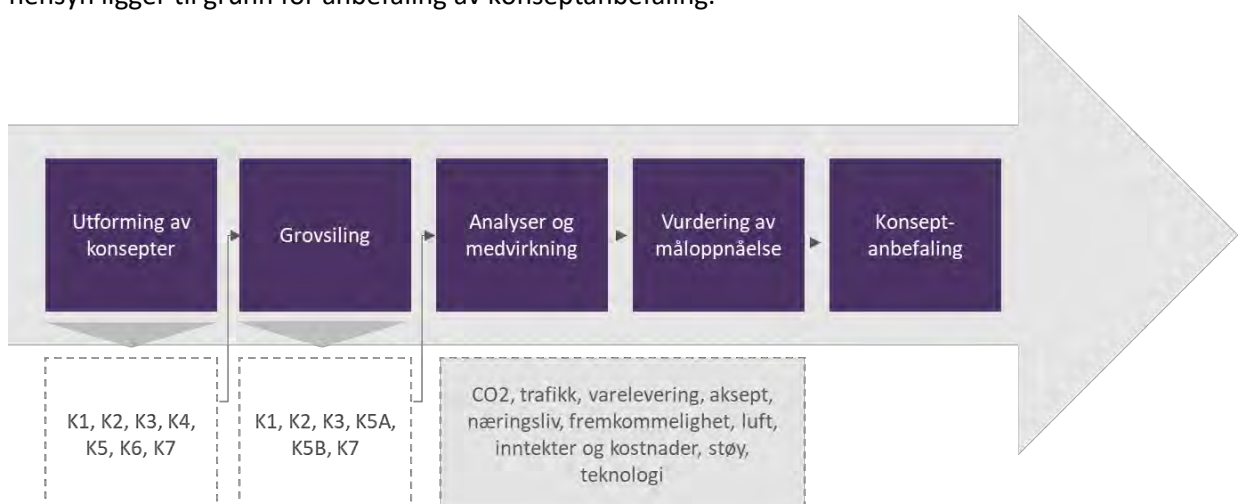 hensyn ligger til grunn for anbefaling av konseptanbefaling.
Utforming av
konsepter
Grovsiling
Analyser og
medvirkning
Vurdering av
måloppnåelse
Konsept-
anbefaling
K1, K2, K3, K4,
K5, K6, K7
K1, K2, K3, K5A,
K5B, K7
CO2, trafikk, varelevering, aksept,
næringsliv, fremkommelighet, luft,
inntekter og kostnader, støy,
teknologi